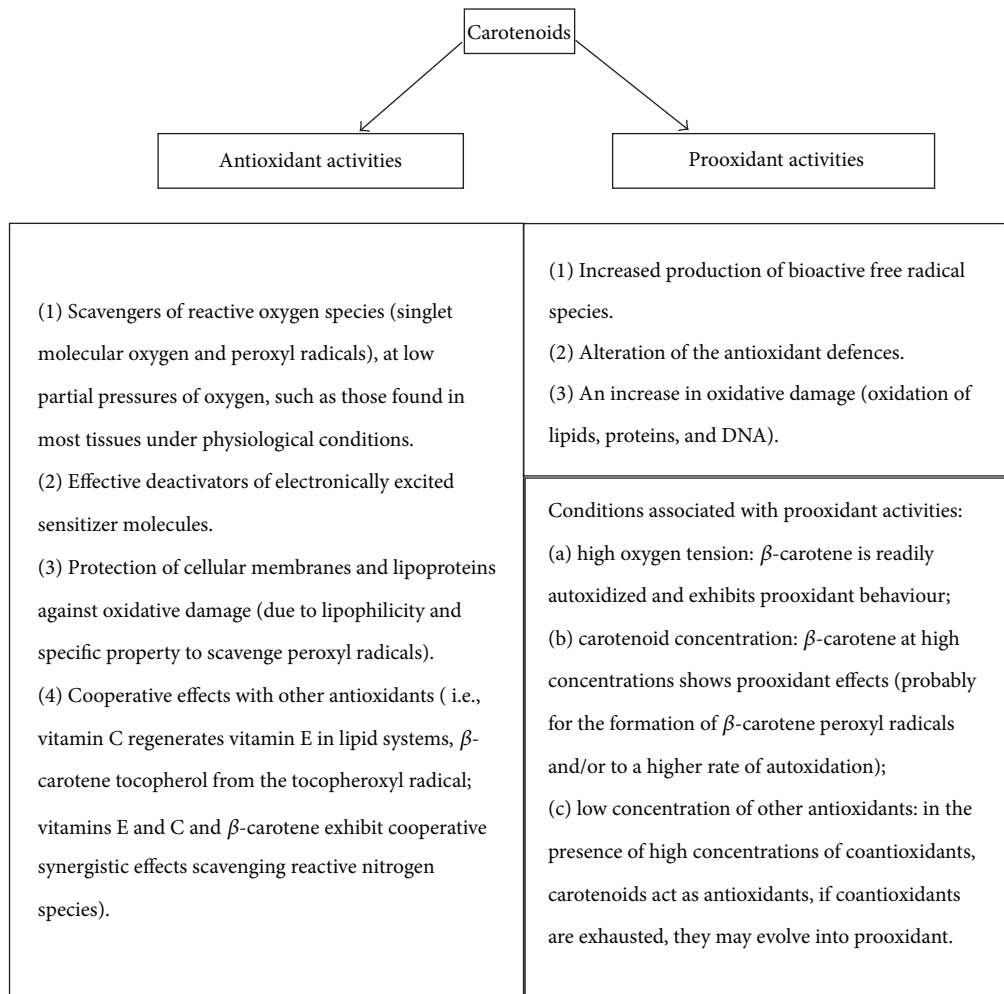 Carotenoids
Antioxidant activities
Prooxidant activities
(1) Scavengers of reactive oxygen species (singlet
molecular oxygen and peroxyl radicals), at low
partial pressures of oxygen, such as those found in
most tissues under physiological conditions.
(2) Effective deactivators of electronically excited
sensitizer molecules.
(3) Protection of cellular membranes and lipoproteins
against oxidative damage (due to lipophilicity and
specific property to scavenge peroxyl radicals).
(4) Cooperative effects with other antioxidants ( i.e.,
vitamin C regenerates vitamin E in lipid systems, β-
carotene tocopherol from the tocopheroxyl radical;
vitamins E and C and β-carotene exhibit cooperative
synergistic effects scavenging reactive nitrogen
species).
(1) Increased production of bioactive free radical
species.
(2) Alteration of the antioxidant defences.
(3) An increase in oxidative damage (oxidation of
lipids, proteins, and DNA).
Conditions associated with prooxidant activities:
(a) high oxygen tension: β-carotene is readily
autoxidized and exhibits prooxidant behaviour;
(b) carotenoid concentration: β-carotene at high
concentrations shows prooxidant effects (probably
for the formation of β-carotene peroxyl radicals
and/or to a higher rate of autoxidation);
(c) low concentration of other antioxidants: in the
presence of high concentrations of coantioxidants,
carotenoids act as antioxidants, if coantioxidants
are exhausted, they may evolve into prooxidant.